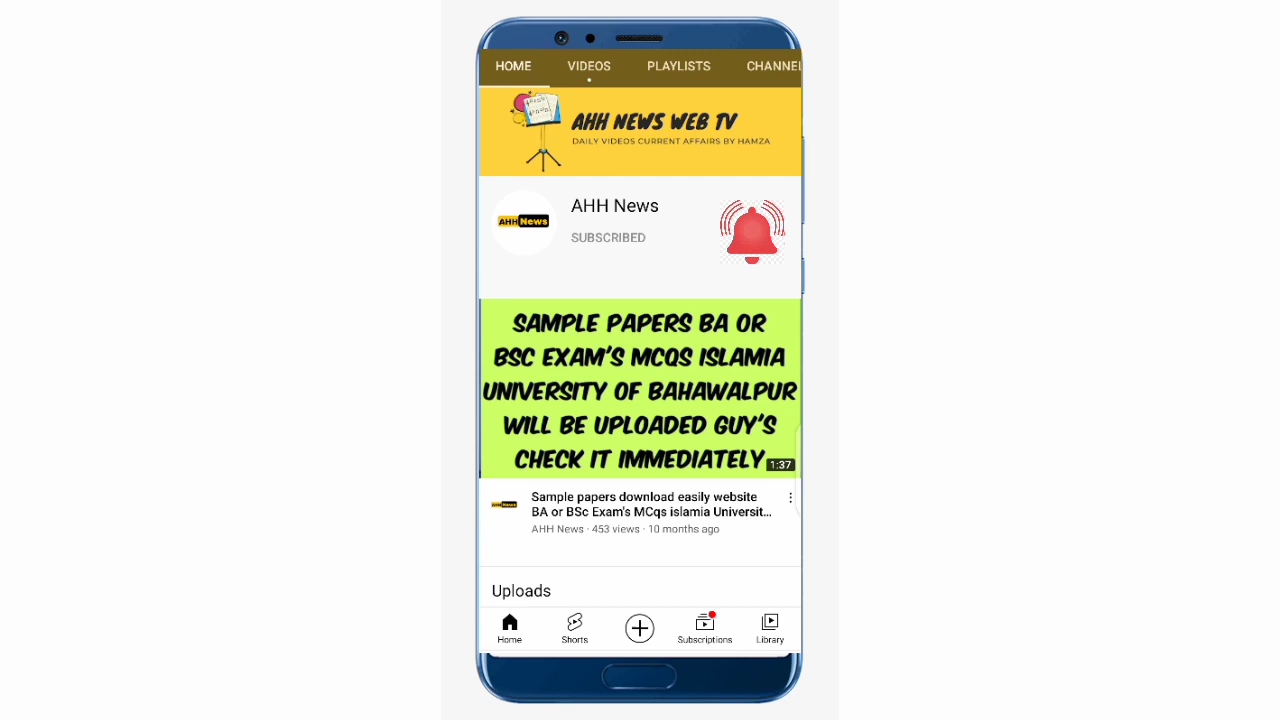 HOME VIDEOS PLAYLISTS CHANNEL
AHH NEWS WEB TV
DAILY VIDEOS CURRENT AFFAIRS BY HAMZA
AHH News
AHH News
SUBSCRIBED
SAMPLE PAPERS BA OR
BSC EXAM'S MCQS ISLAMIA
UNIVERSITY OF BAHAWALPUR
WILL BE UPLOADED GUY'S
CHECK IT IMMEDIATELY
1:37
AHH News
Sample papers download easily website
BA or BSc Exam's MCqs islamia Universit...
AHH News · 453 views · 10 months ago
Uploads
Home Shorts Subscriptions Library